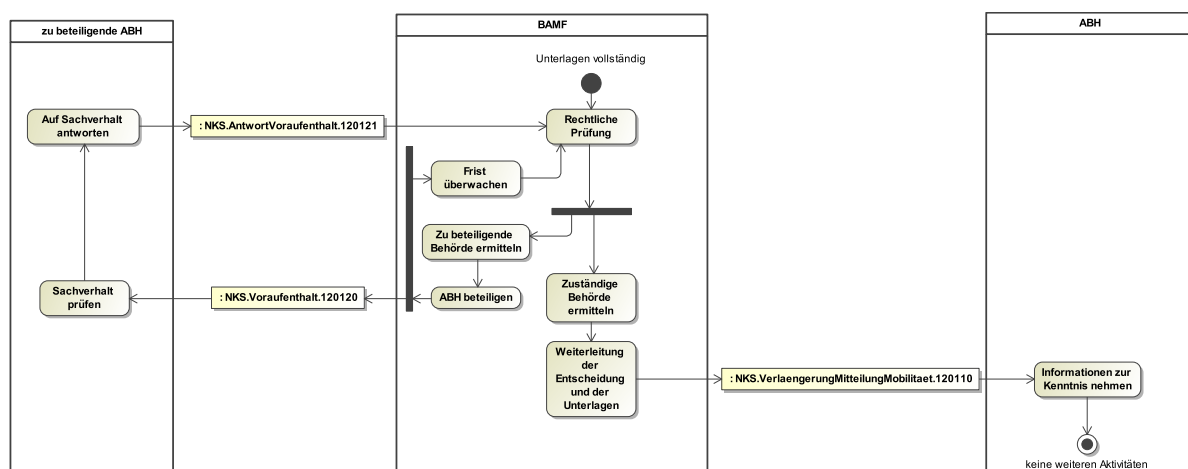 zu beteiligende ABH
BAMF
ABH
Unterlagen vollständig
Auf Sachverhalt
antworten
: NKS.AntwortVoraufenthalt.120121
Rechtliche
Prüfung
Frist
überwachen
Zu beteiligende
Behörde ermitteln
Sachverhalt
prüfen
: NKS.Voraufenthalt.120120
ABH beteiligen
Zuständige
Behörde
ermitteln
Weiterleitung
der
Entscheidung
und der
Unterlagen
: NKS.VerlaengerungMitteilungMobilitaet.120110
Informationen zur
Kenntnis nehmen
keine weiteren Aktivitäten